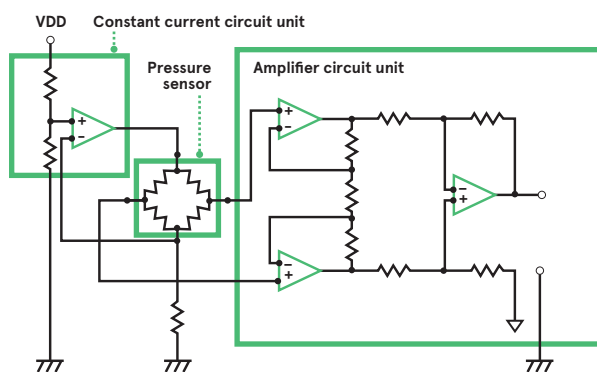 VDD
Constant current circuit unit
Pressure
sensor
Amplifier circuit unit
+
-
+
-
-
+
-
+